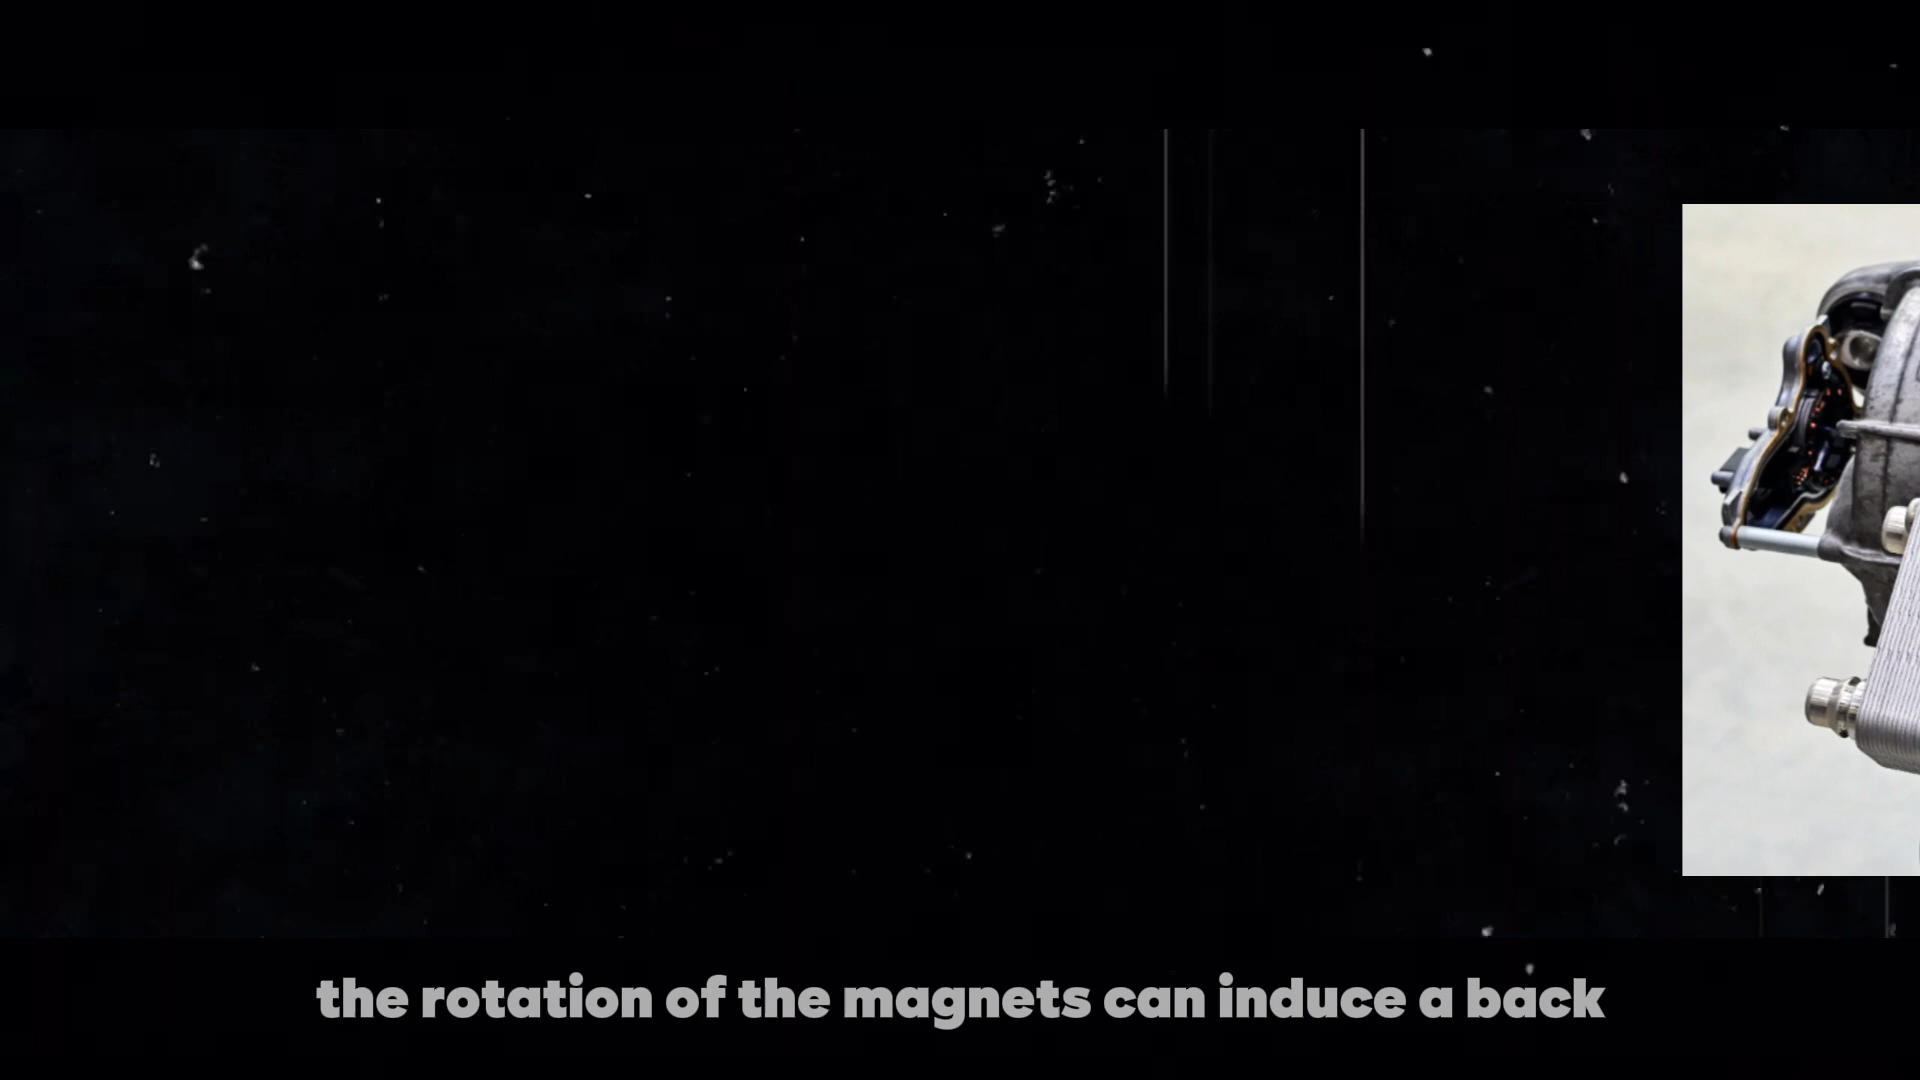 the rotation of the magnets can induce a back